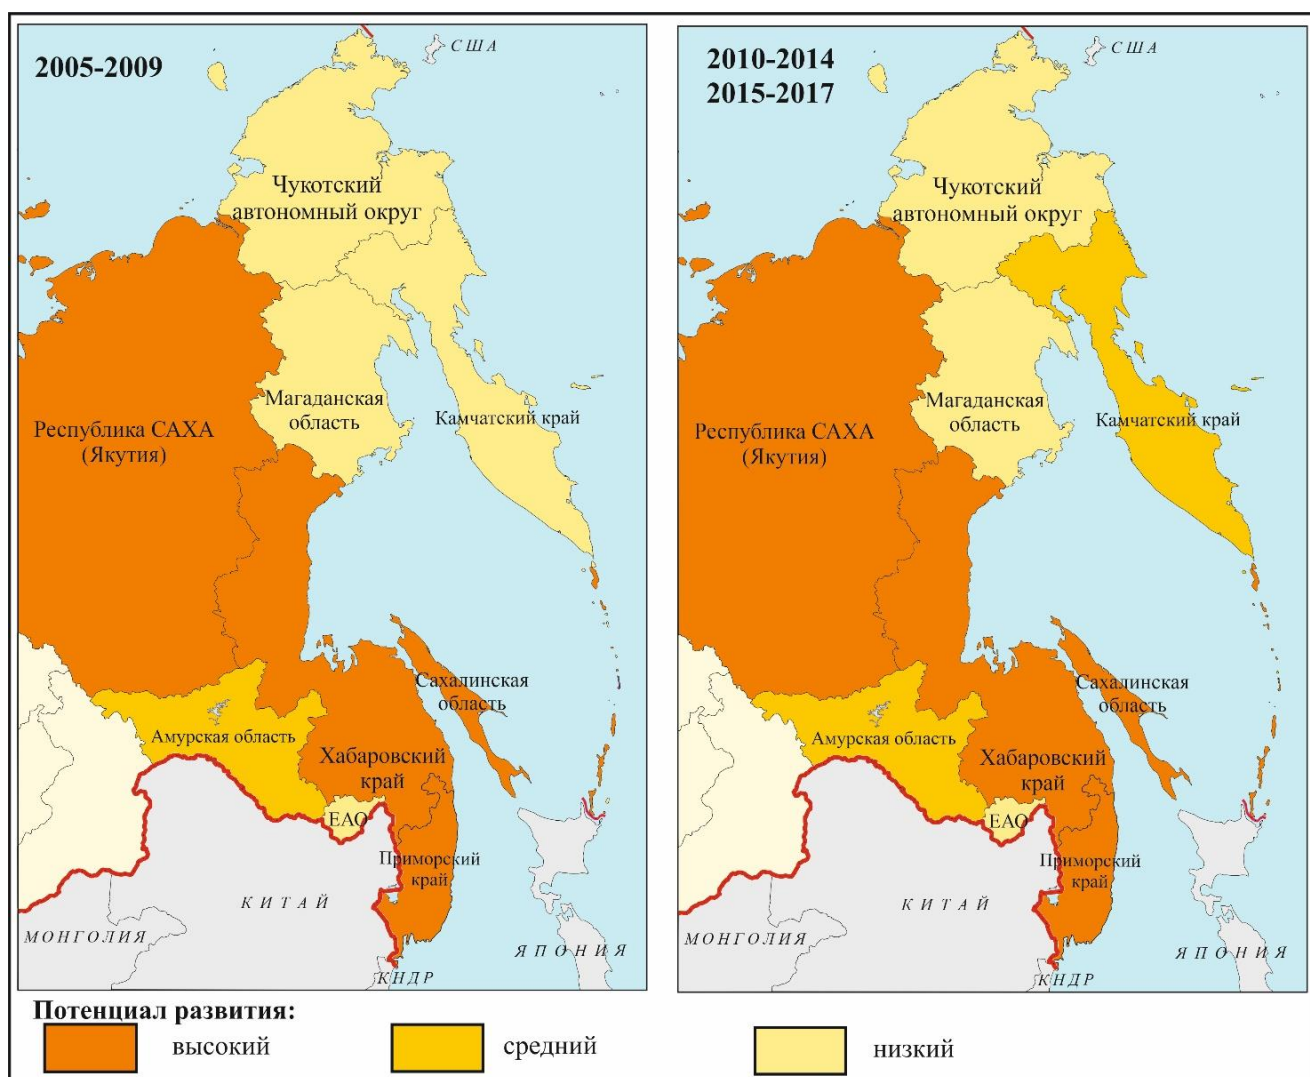 2005-2009
США
Чукотский
автономный округ
Магаданская
область
Камчатский край
Республика САХА
(Якутия)
Сахалинская
область
Амурская область
Хабаровский
край
ЕАО
Приморский
край
КИТАЙ
МОНГОЛИЯ
ЯПОНИЯ
КНДР
2010-2014
2015-2017
США
Чукотский
автономный округ
Магаданская
область
Камчатский край
Республика САХА
(Якутия)
Сахалинская
область
Амурская область
Хабаровский
край
ЕАО
Приморский
край
КИТАЙ
МОНГОЛИЯ
ЯПОНИЯ
КНДР
Потенциал развития:
высокий
средний
низкий